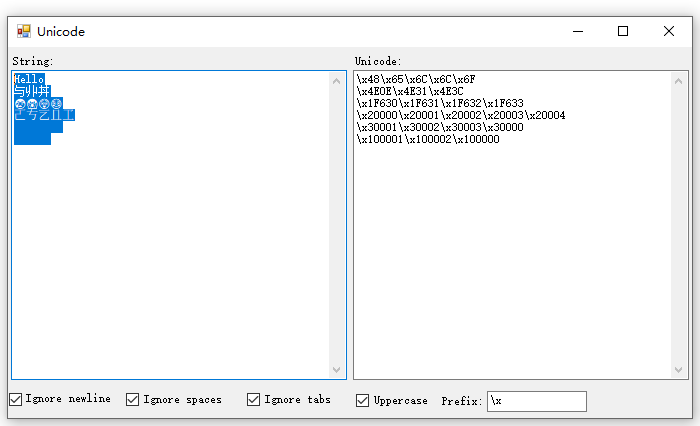 Unicode
String:
Hello
与丱丼
😰😱😲😳
𠀀𠀁𠀂𠀃𠀄
Unicode:
\x48\x65\x6C\x6C\x6F
\x4E0E\x4E31\x4E3C
\x1F630\x1F631\x1F632\x1F633
\x20000\x20001\x20002\x20003\x20004
\x30001\x30002\x30003\x30000
\x100001\x100002\x100000
Ignore newline
Ignore spaces
Ignore tabs
Uppercase
Prefix:
\x